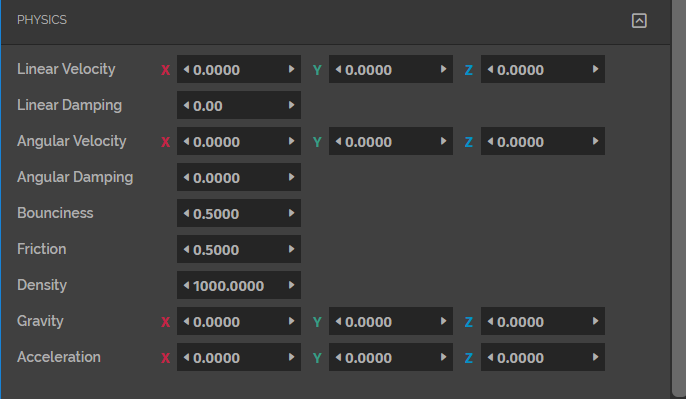 PHYSICS
Linear Velocity X 0.0000 Y 0.0000 Z 0.0000
Linear Damping 0.00
Angular Velocity X 0.0000 Y 0.0000 Z 0.0000
Angular Damping 0.0000
Bounciness 0.5000
Friction 0.5000
Density 1000.0000
Gravity X 0.0000 Y 0.0000 Z 0.0000
Acceleration X 0.0000 Y 0.0000 Z 0.0000